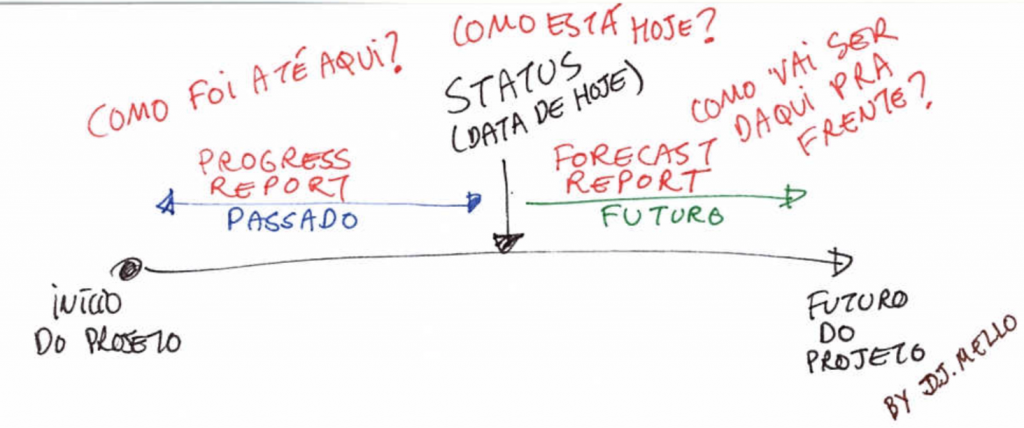 COMO FOI ATÉ AQUI?
COMO ESTÁ HOJE?
STATUS
(DATA DE HOJE)
COMO VAI SER
DAQUI PRA
FRENTE?
PROGRESS
REPORT
PASSADO
FORECAST
REPORT
FUTURO
INÍCIO
DO PROJETO
FUTURO
DO
PROJETO
BY DJ. MELLO